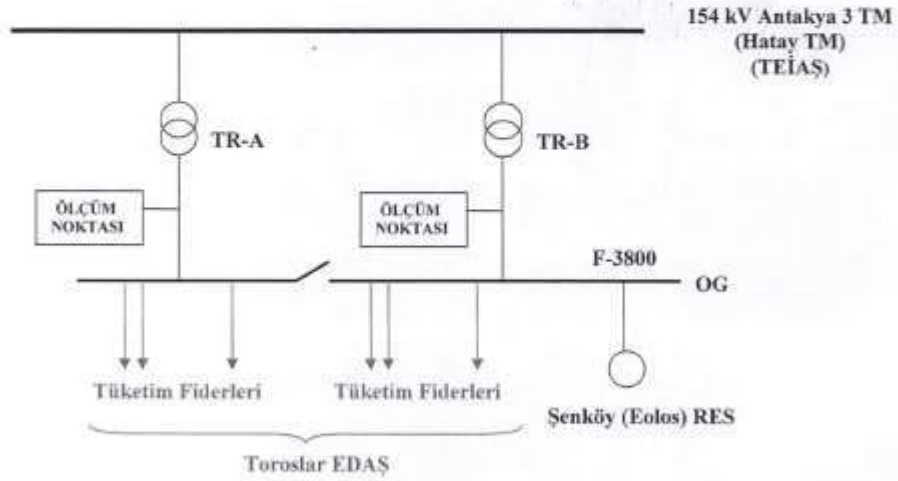 154 kV Antakya 3 TM
(Hatay TM)
(TEİAŞ)
TR-A
TR-B
ÖLÇÜM
NOKTASI
ÖLÇÜM
NOKTASI
F-3800
OG
Tüketim Fiderleri
Tüketim Fiderleri
Şenköy (Eolos) RES
Toroslar EDAŞ